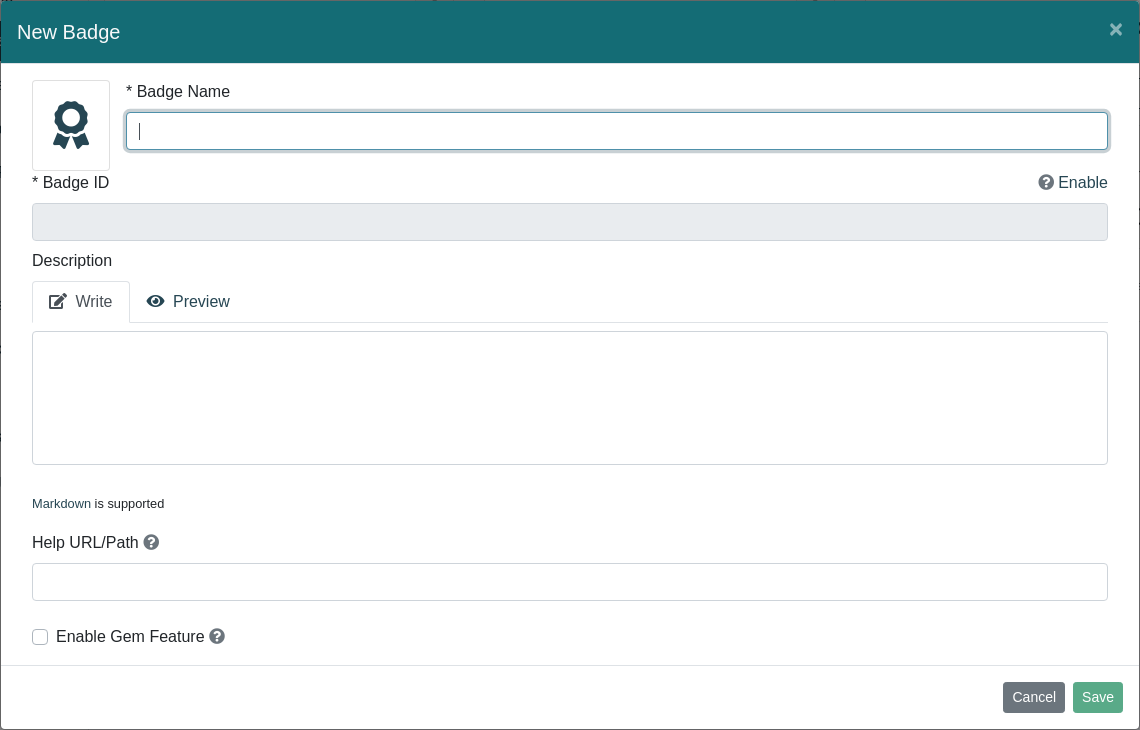 New Badge
×
* Badge Name
* Badge ID
Enable
Description
Write
Preview
Markdown is supported
Help URL/Path
Enable Gem Feature
Cancel
Save